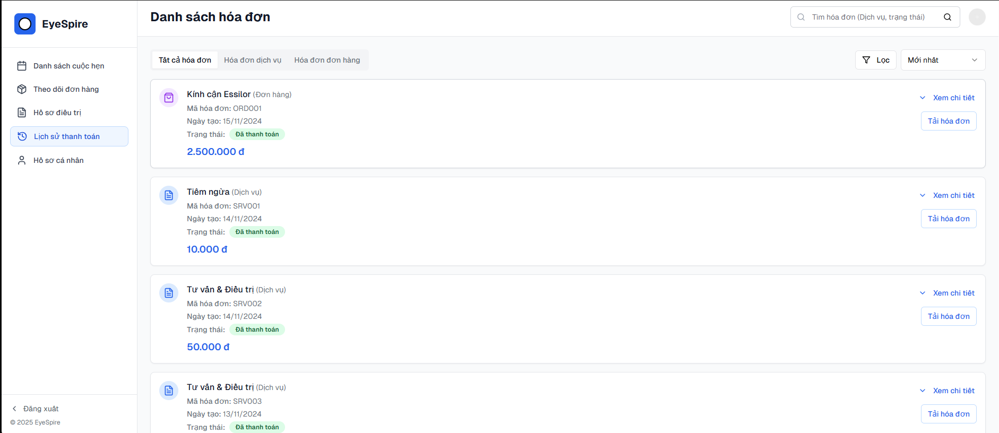 EyeSpire
Danh sách cuộc hẹn
Theo dõi đơn hàng
Hồ sơ điều trị
Lịch sử thanh toán
Hồ sơ cá nhân
Đăng xuất
© 2025 EyeSpire
Danh sách hóa đơn
Tìm hóa đơn (Dịch vụ, trạng thái)
Tất cả hóa đơn Hóa đơn dịch vụ Hóa đơn đơn hàng
Lọc
Mới nhất
Kính cận Essilor (Đơn hàng)
Mã hóa đơn: ORD001
Ngày tạo: 15/11/2024
Trạng thái: Đã thanh toán
2.500.000 đ
Xem chi tiết
Tải hóa đơn
Tiêm ngừa (Dịch vụ)
Mã hóa đơn: SRV001
Ngày tạo: 14/11/2024
Trạng thái: Đã thanh toán
10.000 đ
Xem chi tiết
Tải hóa đơn
Tư vấn & Điều trị (Dịch vụ)
Mã hóa đơn: SRV002
Ngày tạo: 14/11/2024
Trạng thái: Đã thanh toán
50.000 đ
Xem chi tiết
Tải hóa đơn
Tư vấn & Điều trị (Dịch vụ)
Mã hóa đơn: SRV003
Ngày tạo: 13/11/2024
Trạng thái: Đã thanh toán
Xem chi tiết
Tải hóa đơn